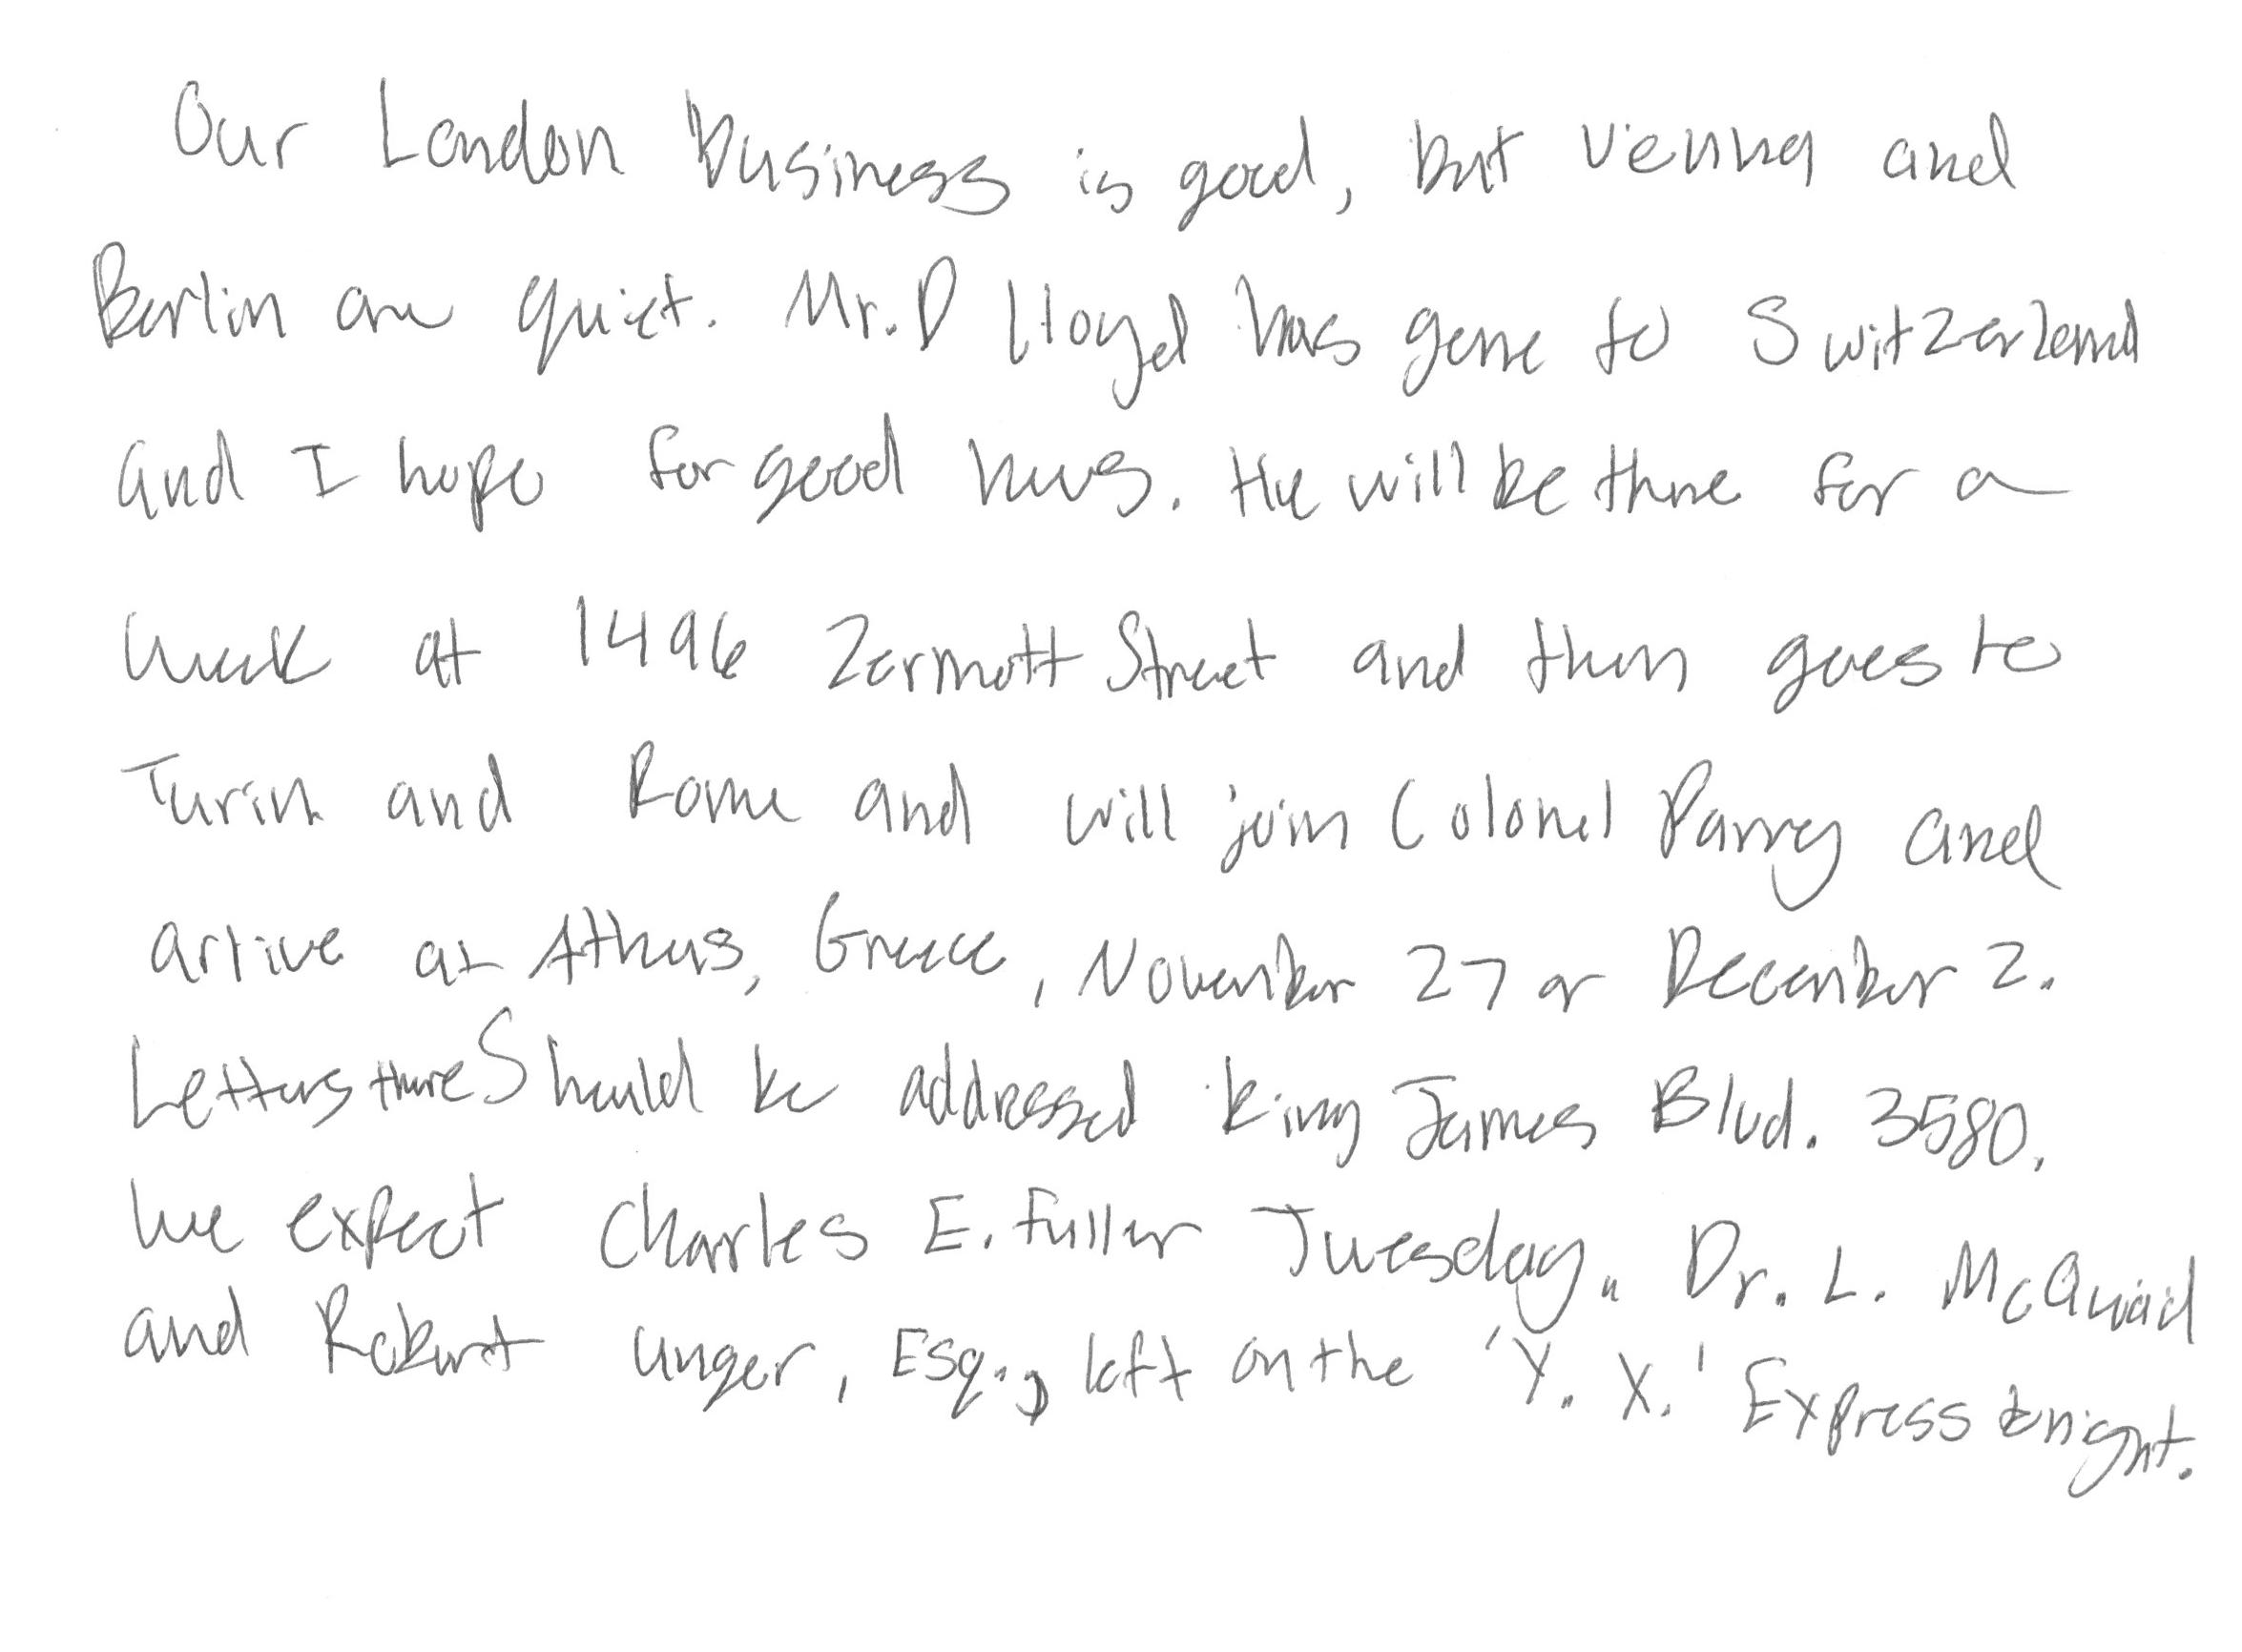 Our London business is good, but Vienna and
Berlin are quiet. Mr. D Lloyd has gone to Switzerland
and I hope for good news. He will be there for a
week at 1496 Zermott Street and then goes to
Turin and Rome and will join Colonel Parry and
arrive at Athens, Greece, November 27 or December 2.
Letters there Should be addressed King James Blvd. 3580.
We expect Charles E. Fuller Tuesday. Dr. L. McQuaid
and Robert Unger, Esq., left on the 'Y. X.' Express tonight.